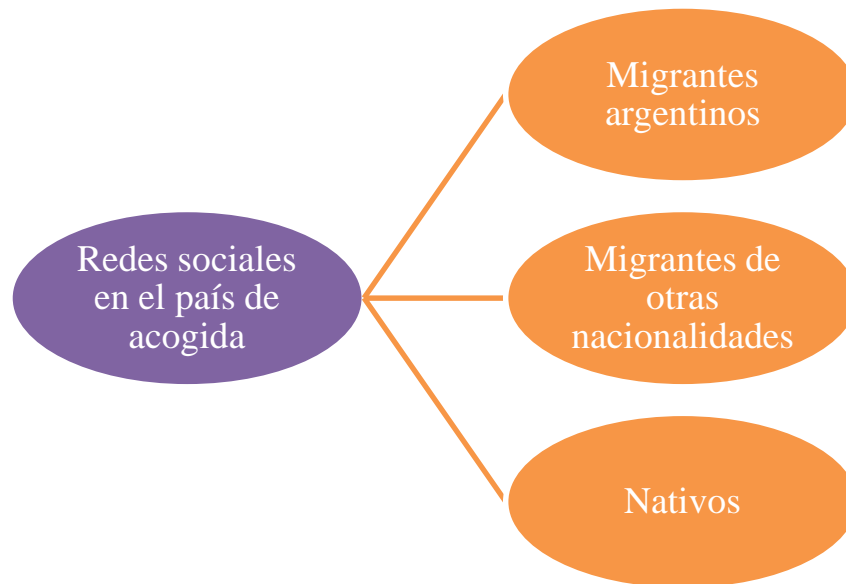 Migrantes
argentinos
Redes sociales
en el país de
acogida
Migrantes de
otras
nacionalidades
Nativos